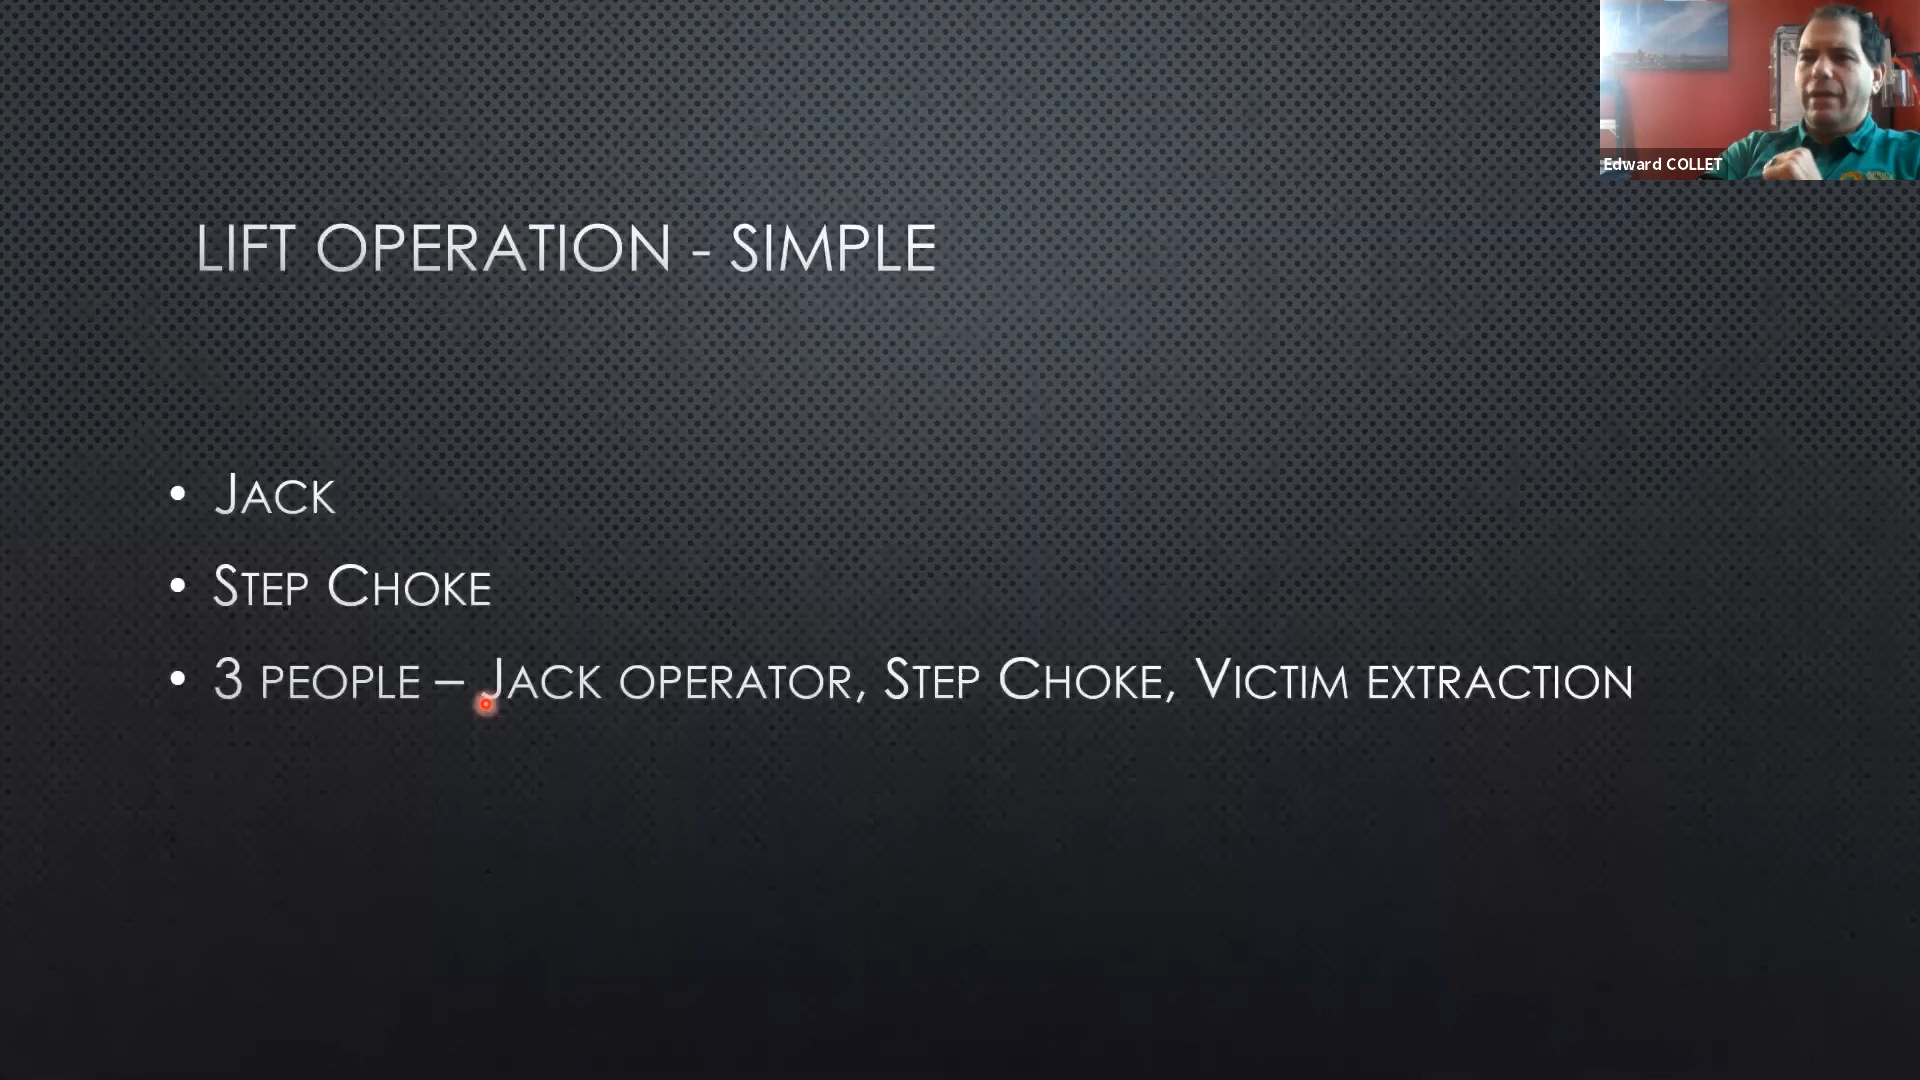 Edward COLLET
LIFT OPERATION - SIMPLE
• JACK
• STEP CHOKE
• 3 PEOPLE – JACK OPERATOR, STEP CHOKE, VICTIM EXTRACTION